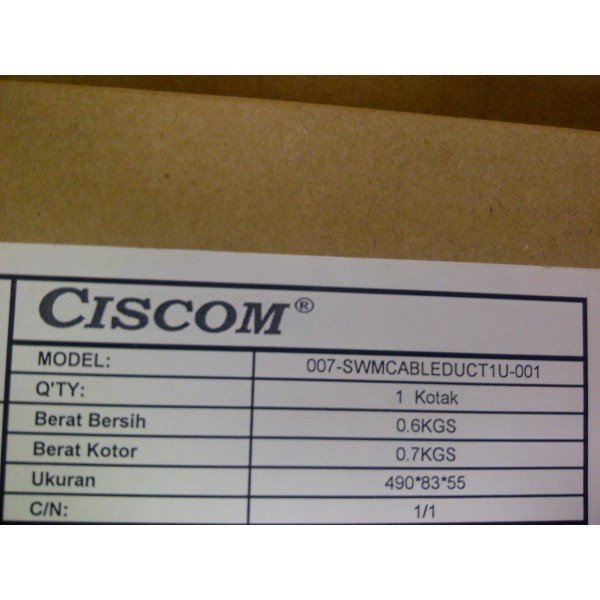 CISCOM®
MODEL: 007-SWMCABLEDUCT1U-001
Q'TY: 1 Kotak
Berat Bersih 0.6KGS
Berat Kotor 0.7KGS
Ukuran 490*83*55
C/N: 1/1